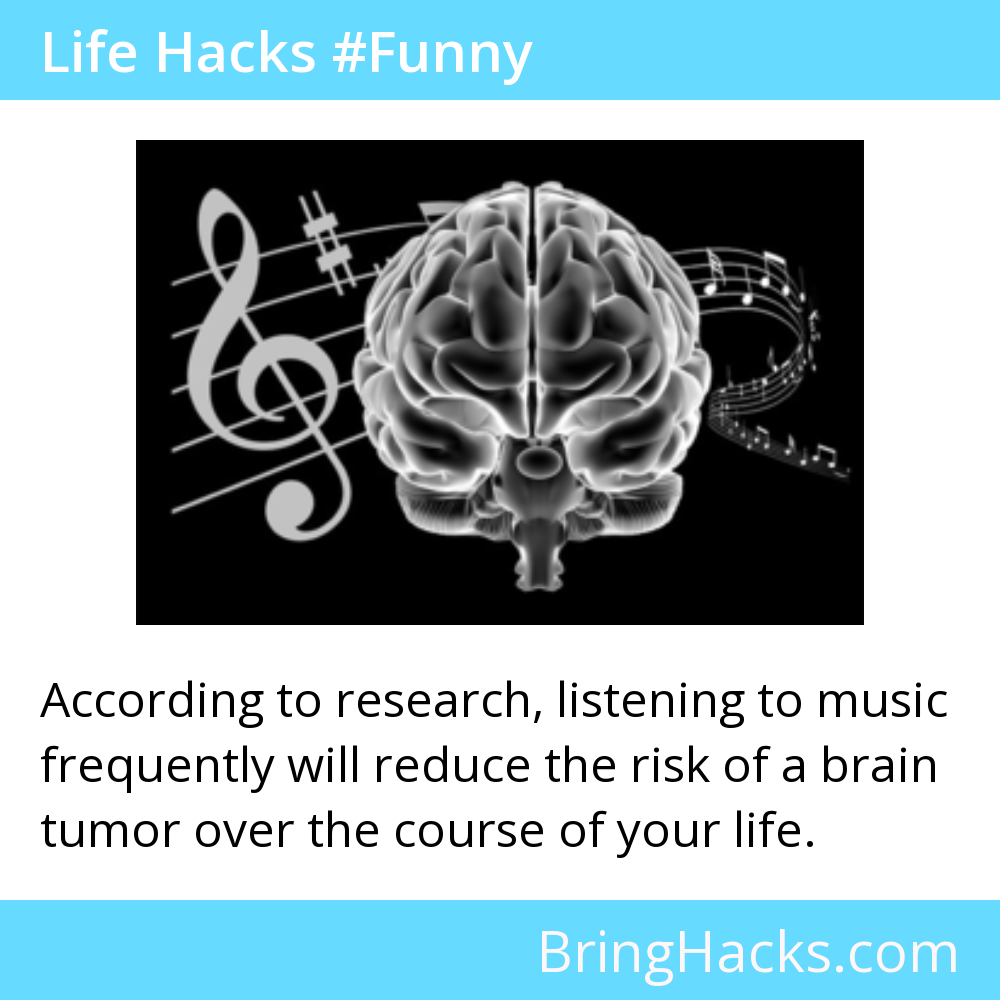 Life Hacks #Funny
According to research, listening to music
frequently will reduce the risk of a brain
tumor over the course of your life.
BringHacks.com